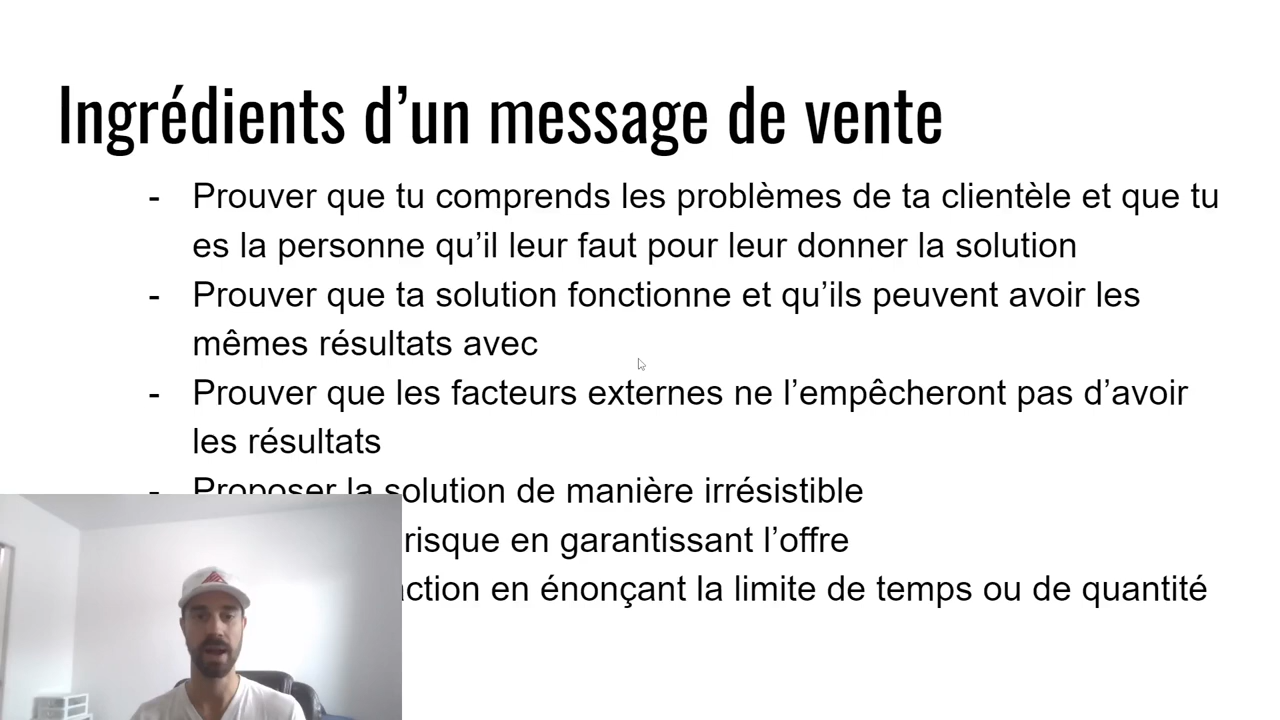 Ingrédients d’un message de vente
- Prouver que tu comprends les problèmes de ta clientèle et que tu
es la personne qu’il leur faut pour leur donner la solution
- Prouver que ta solution fonctionne et qu’ils peuvent avoir les
mêmes résultats avec
- Prouver que les facteurs externes ne l’empêcheront pas d’avoir
les résultats
- Proposer la solution de manière irrésistible
risque en garantissant l’offre
en énonçant la limite de temps ou de quantité